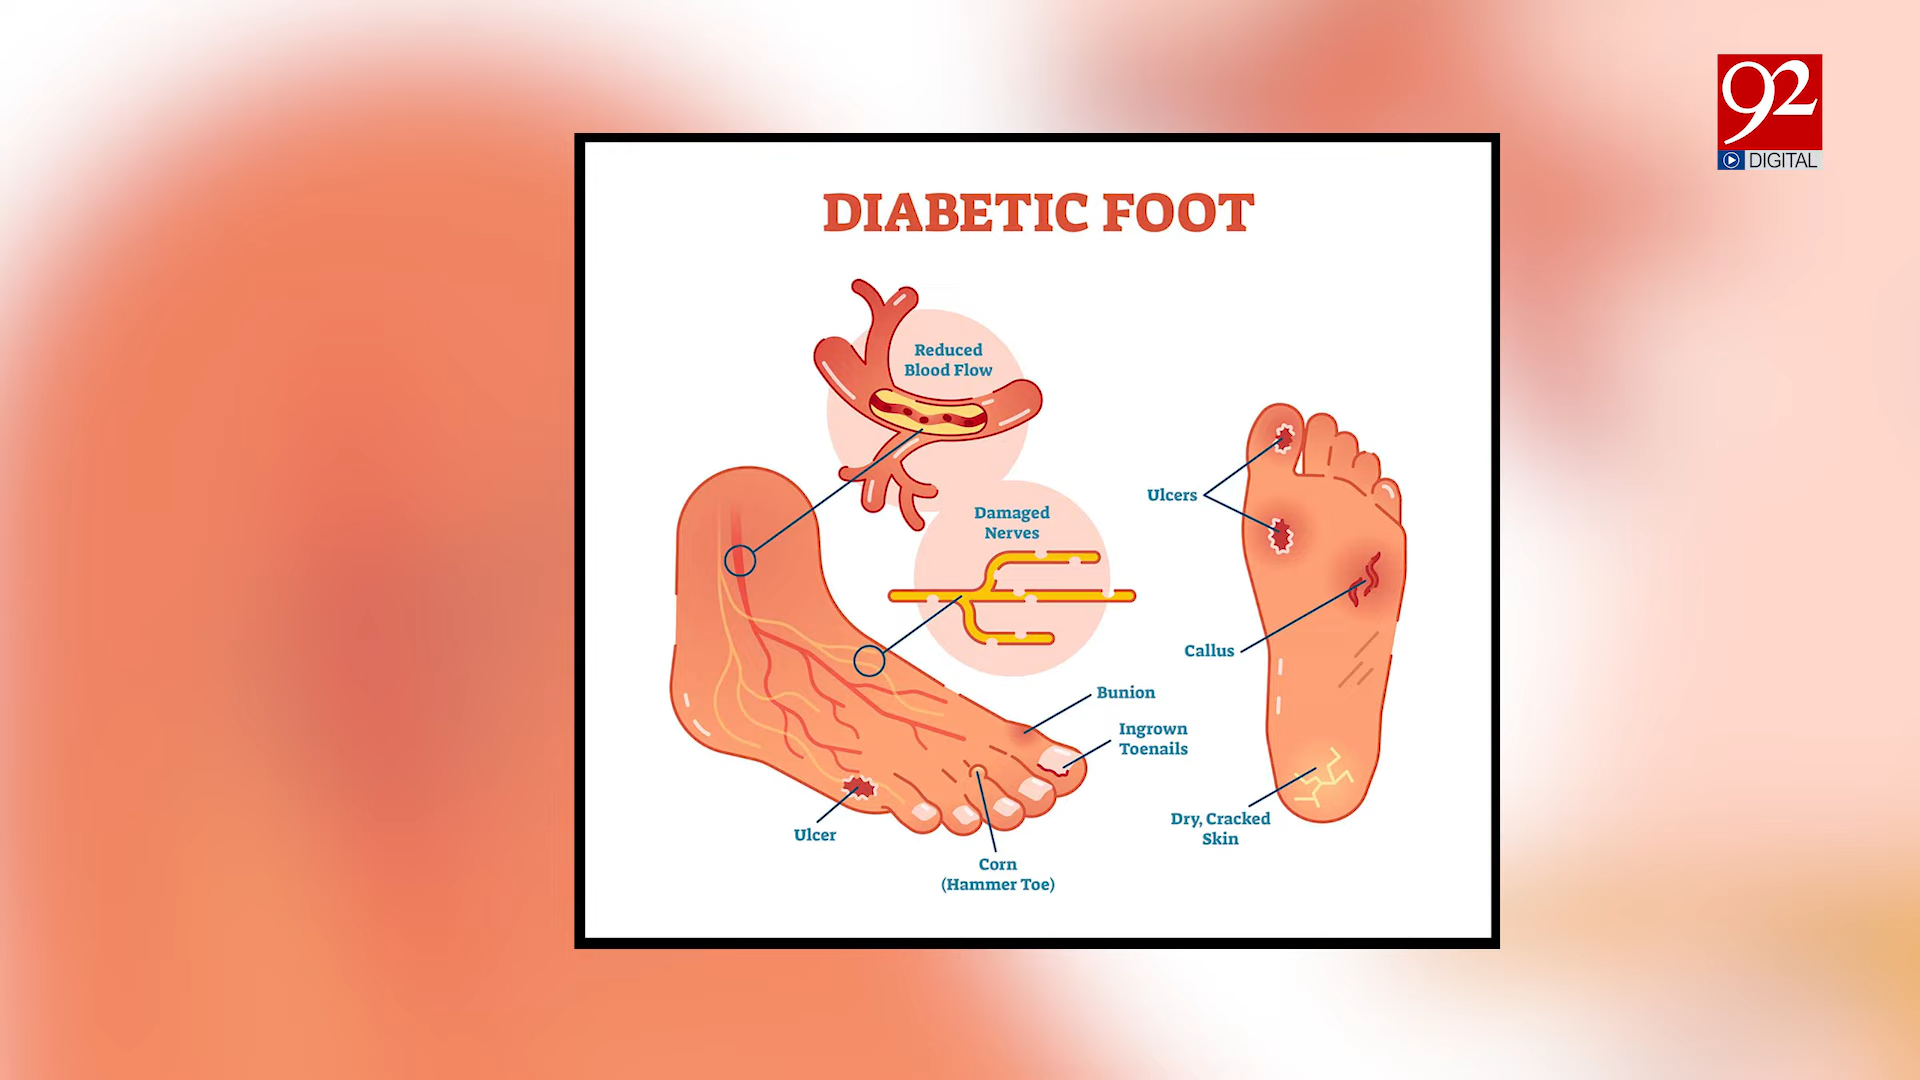 92
DIGITAL
DIABETIC FOOT
Reduced
Blood Flow
Damaged
Nerves
Ulcers
Callus
Bunion
Ingrown
Toenails
Ulcer
Corn
(Hammer Toe)
Dry, Cracked
Skin